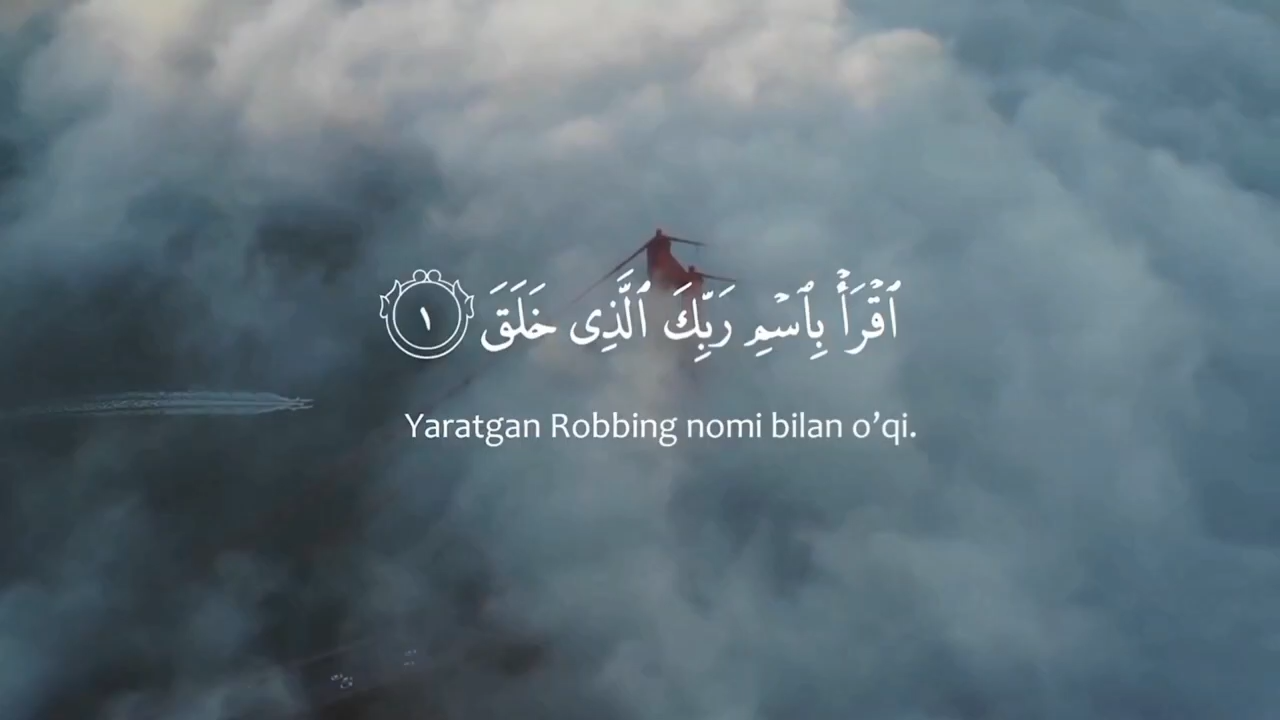 ٱقْرَأْ بِٱسْمِ رَبِّكَ ٱلَّذِى خَلَقَ ١
Yaratgan Robbing nomi bilan o’qi.